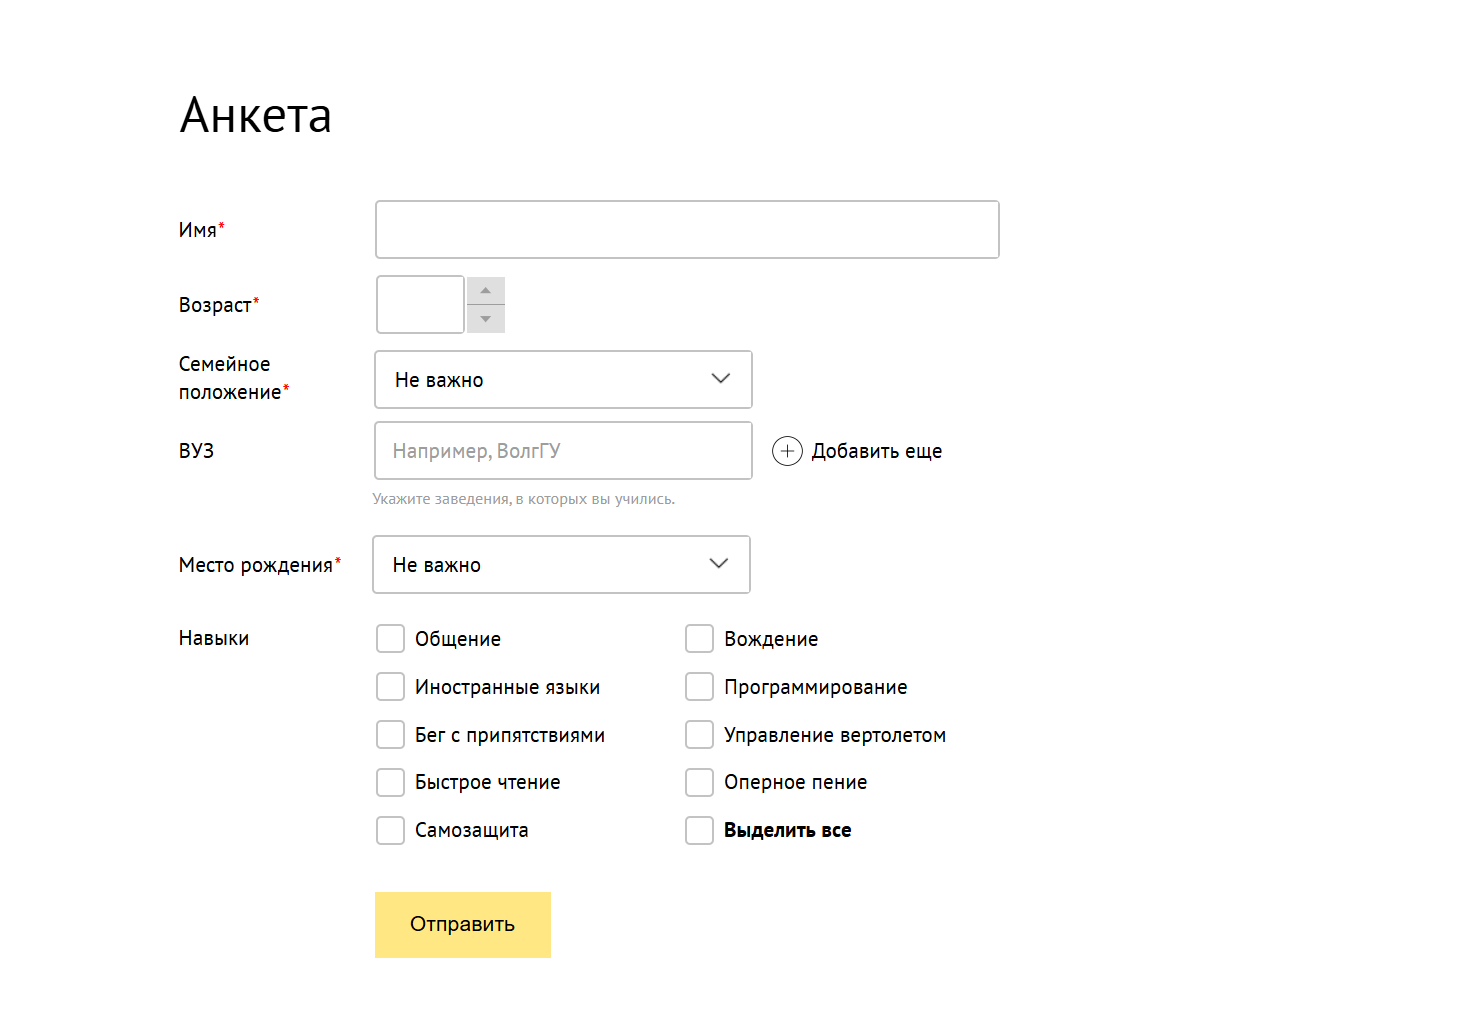 Анкета
Имя*
Возраст*
Семейное
положение*
Не важно
ВУЗ
Например, ВолгГУ
Добавить еще
Укажите заведения, в которых вы учились.
Место рождения*
Не важно
Навыки
Общение
Вождение
Иностранные языки
Программирование
Бег с припятствиями
Управление вертолетом
Быстрое чтение
Оперное пение
Самозащита
Выделить все
Отправить